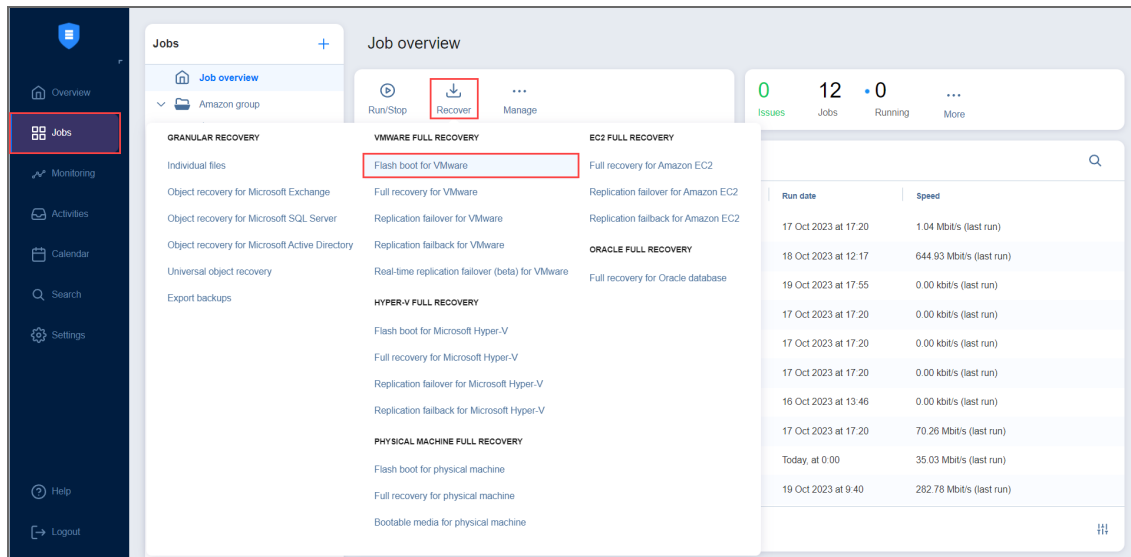 Overview
Jobs
Monitoring
Activities
Calendar
Search
Settings
Help
Logout
Jobs
+
Job overview
Amazon group
Job overview
Run/Stop
Recover
Manage
0
Issues
12
Jobs
0
Running
More
GRANULAR RECOVERY
Individual files
Object recovery for Microsoft Exchange
Object recovery for Microsoft SQL Server
Object recovery for Microsoft Active Directory
Universal object recovery
Export backups
VMWARE FULL RECOVERY
Flash boot for VMware
Full recovery for VMware
Replication failover for VMware
Replication failback for VMware
Real-time replication failover (beta) for VMware
HYPER-V FULL RECOVERY
Flash boot for Microsoft Hyper-V
Full recovery for Microsoft Hyper-V
Replication failover for Microsoft Hyper-V
Replication failback for Microsoft Hyper-V
PHYSICAL MACHINE FULL RECOVERY
Flash boot for physical machine
Full recovery for physical machine
Bootable media for physical machine
EC2 FULL RECOVERY
Full recovery for Amazon EC2
Replication failover for Amazon EC2
Replication failback for Amazon EC2
ORACLE FULL RECOVERY
Full recovery for Oracle database
Run date Speed
17 Oct 2023 at 17:20 1.04 Mbit/s (last run)
18 Oct 2023 at 12:17 644.93 Mbit/s (last run)
19 Oct 2023 at 17:55 0.00 kbit/s (last run)
17 Oct 2023 at 17:20 0.00 kbit/s (last run)
17 Oct 2023 at 17:20 0.00 kbit/s (last run)
17 Oct 2023 at 17:20 0.00 kbit/s (last run)
16 Oct 2023 at 13:46 0.00 kbit/s (last run)
17 Oct 2023 at 17:20 70.26 Mbit/s (last run)
Today, at 0:00 35.03 Mbit/s (last run)
19 Oct 2023 at 9:40 282.78 Mbit/s (last run)